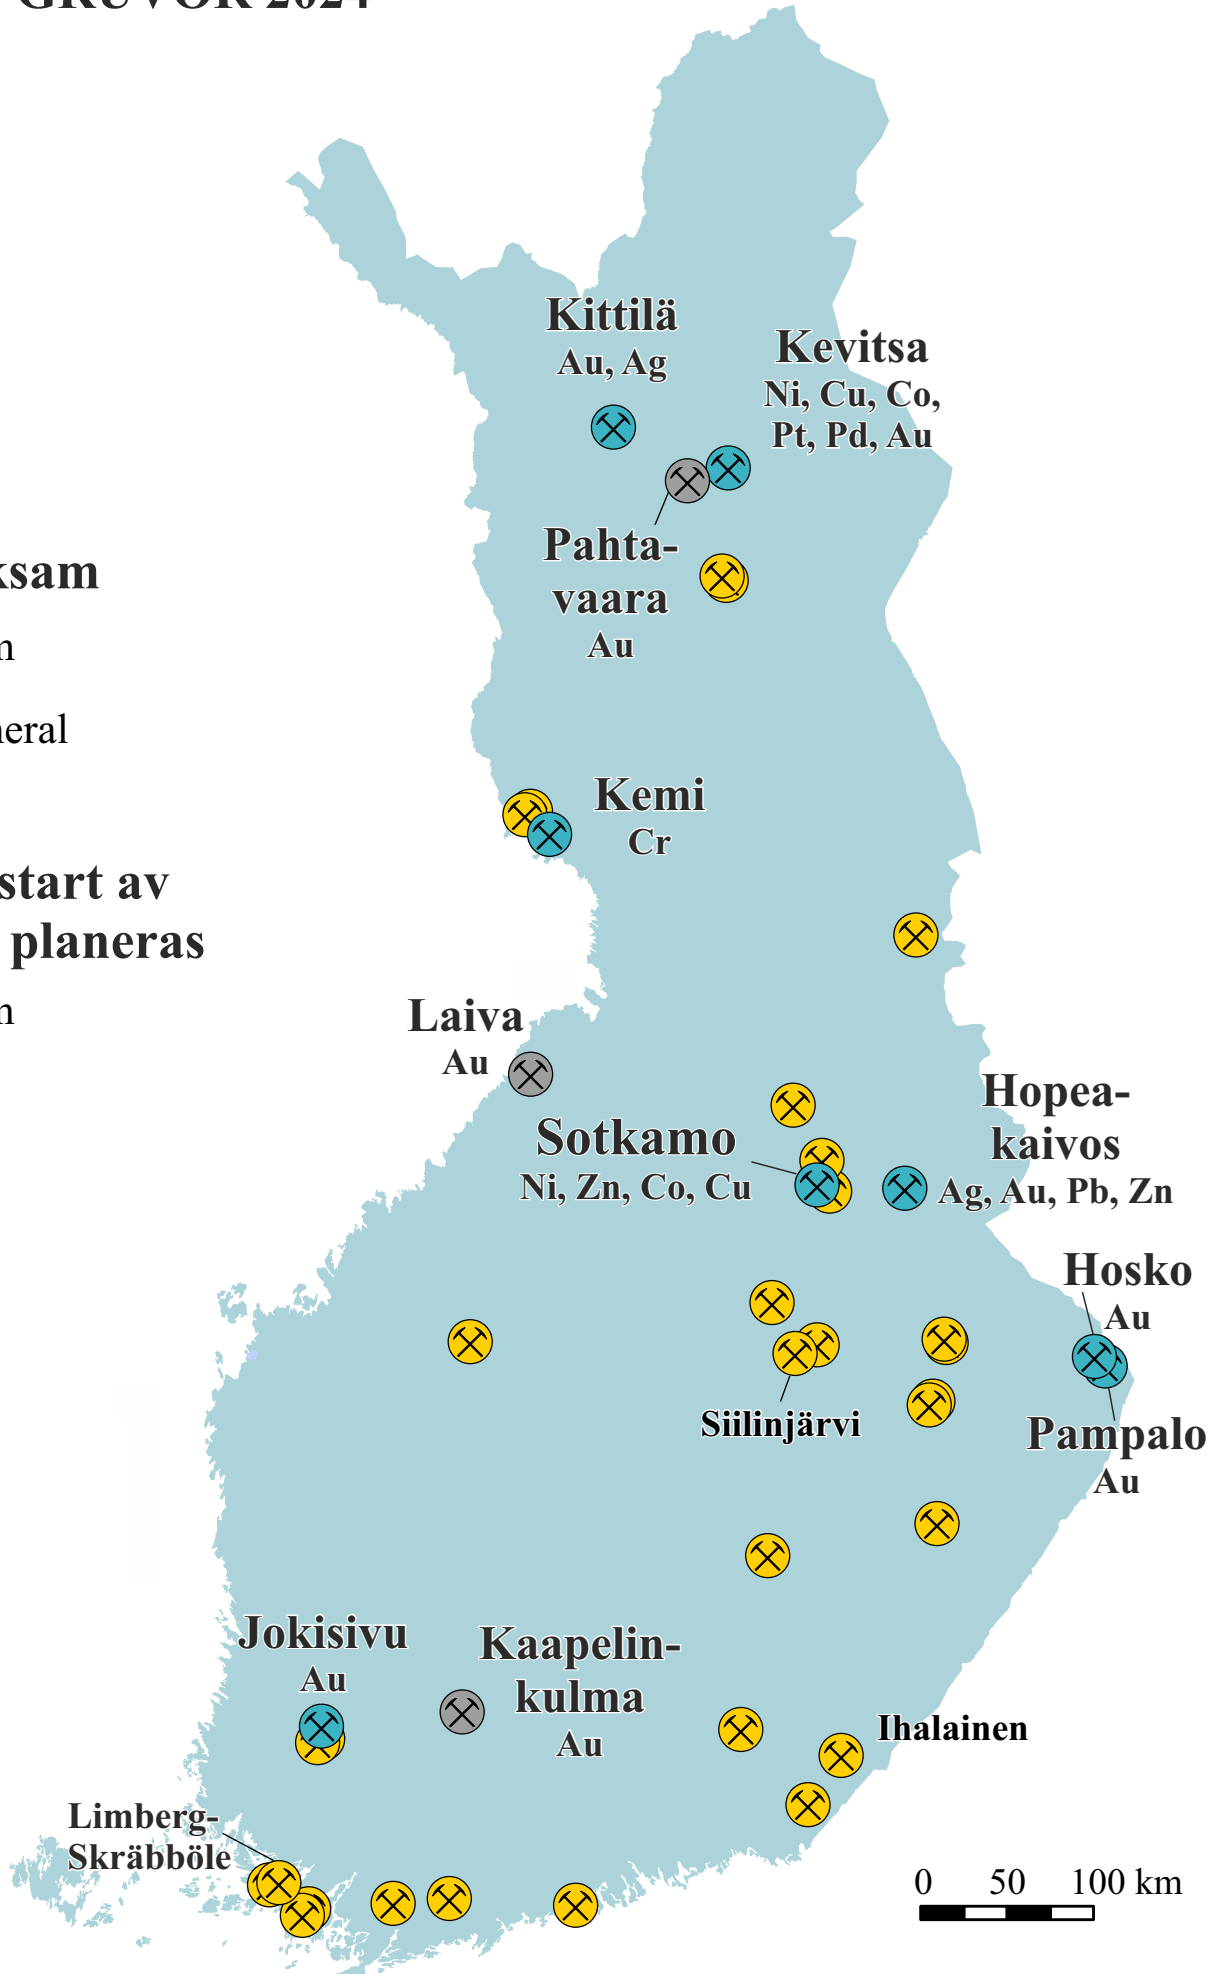 GRUVOR 2024
Kittilä
Au, Ag
Kevitsa
Ni, Cu, Co,
Pt, Pd, Au
Pahta-
vaara
Au
ksam
n
neral
Kemi
Cr
start av
planeras
n
Laiva
Au
Sotkamo
Ni, Zn, Co, Cu
Hopea-
kaivos
Ag, Au, Pb, Zn
Hosko
Au
Siilinjärvi
Pampalo
Au
Jokisivu
Au
Kaapelin-
kulma
Au
Ihalainen
Limberg-
Skräbböle
0 50 100 km